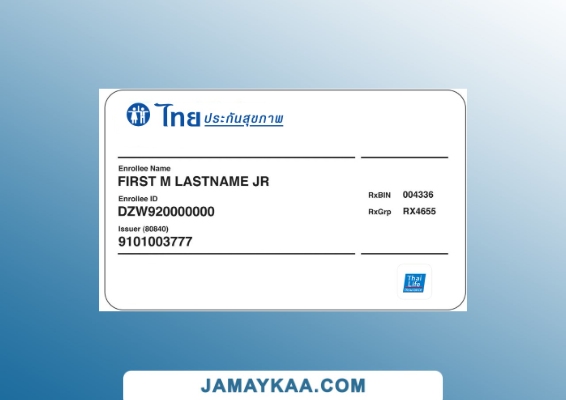 ไทยประกันสุขภาพ
Enrollee Name
FIRST M LASTNAME JR
Enrollee ID
DZW920000000
Issuer (80840)
9101003777
RxBIN 004336
RxGrp RX4655
Thai
Life
JAMAYKAA.COM